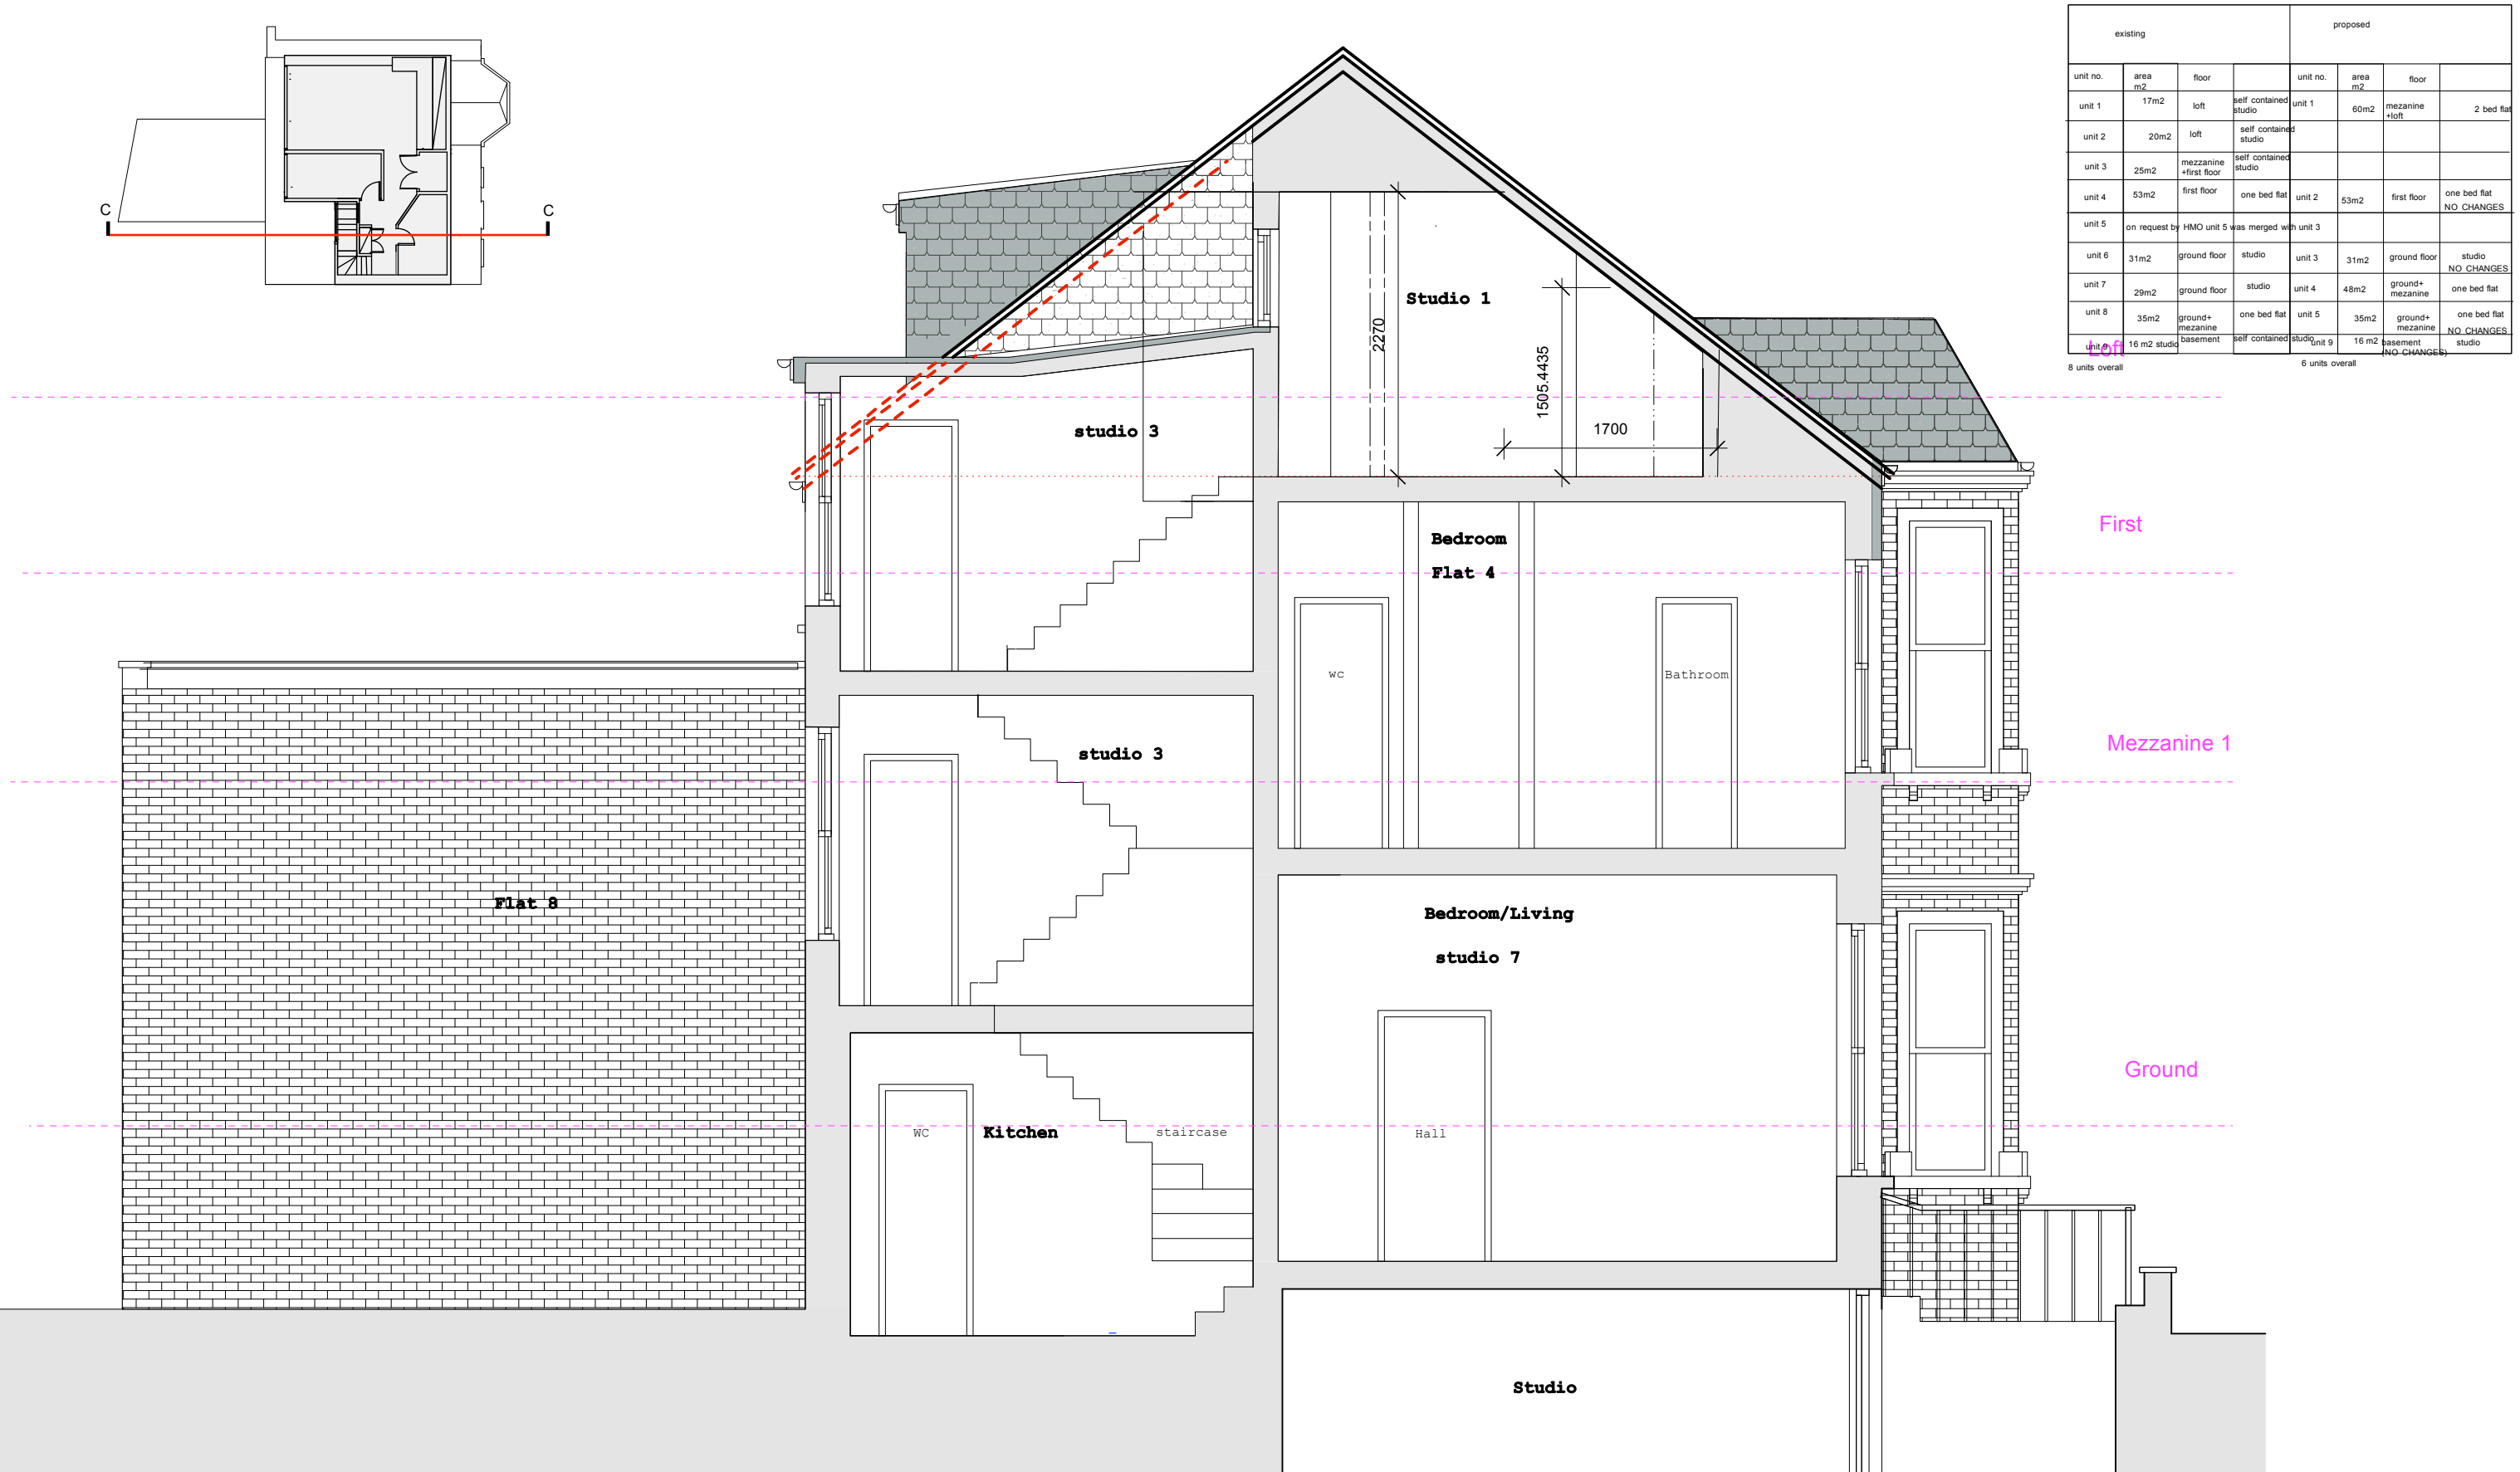 existing
proposed
unit no.
area
m2
floor
unit no.
area
m2
floor
unit 1
17m2
loft
self contained
studio
unit 1
60m2
mezanine
+loft
2 bed flat
unit 2
20m2
loft
self contained
studio
unit 3
25m2
mezzanine
+first floor
self contained
studio
unit 4
53m2
first floor
one bed flat
unit 2
53m2
first floor
one bed flat
NO CHANGES
unit 5
on request by HMO unit 5 was merged with unit 3
unit 6
31m2
ground floor
studio
unit 3
31m2
ground floor
studio
NO CHANGES
unit 7
29m2
ground floor
studio
unit 4
48m2
ground+
mezanine
one bed flat
unit 8
35m2
ground+
mezanine
one bed flat
unit 5
35m2
ground+
mezanine
one bed flat
NO CHANGES
unit 9
16 m2 studio
basement
self contained studio
unit 9
16 m2
basement
(NO CHANGES)
studio
8 units overall
6 units overall
C
C
Loft
First
Mezzanine 1
Ground
Studio 1
2270
1505.4435
1700
studio 3
Bedroom
Flat 4
wc
Bathroom
studio 3
Flat 8
Bedroom/Living
studio 7
WC
Kitchen
staircase
Hall
Studio